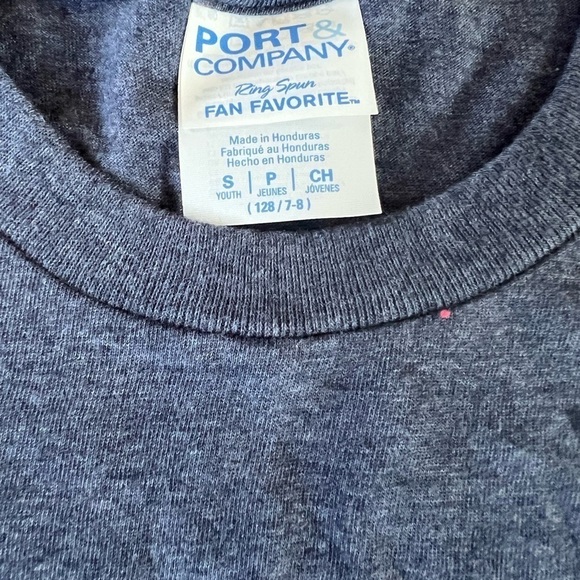 PORT &
COMPANY®
Ring Spun
FAN FAVORITE™
Made in Honduras
Fabriqué au Honduras
Hecho en Honduras
S | P | CH
YOUTH | JEUNES | JÓVENES
( 128 / 7-8 )